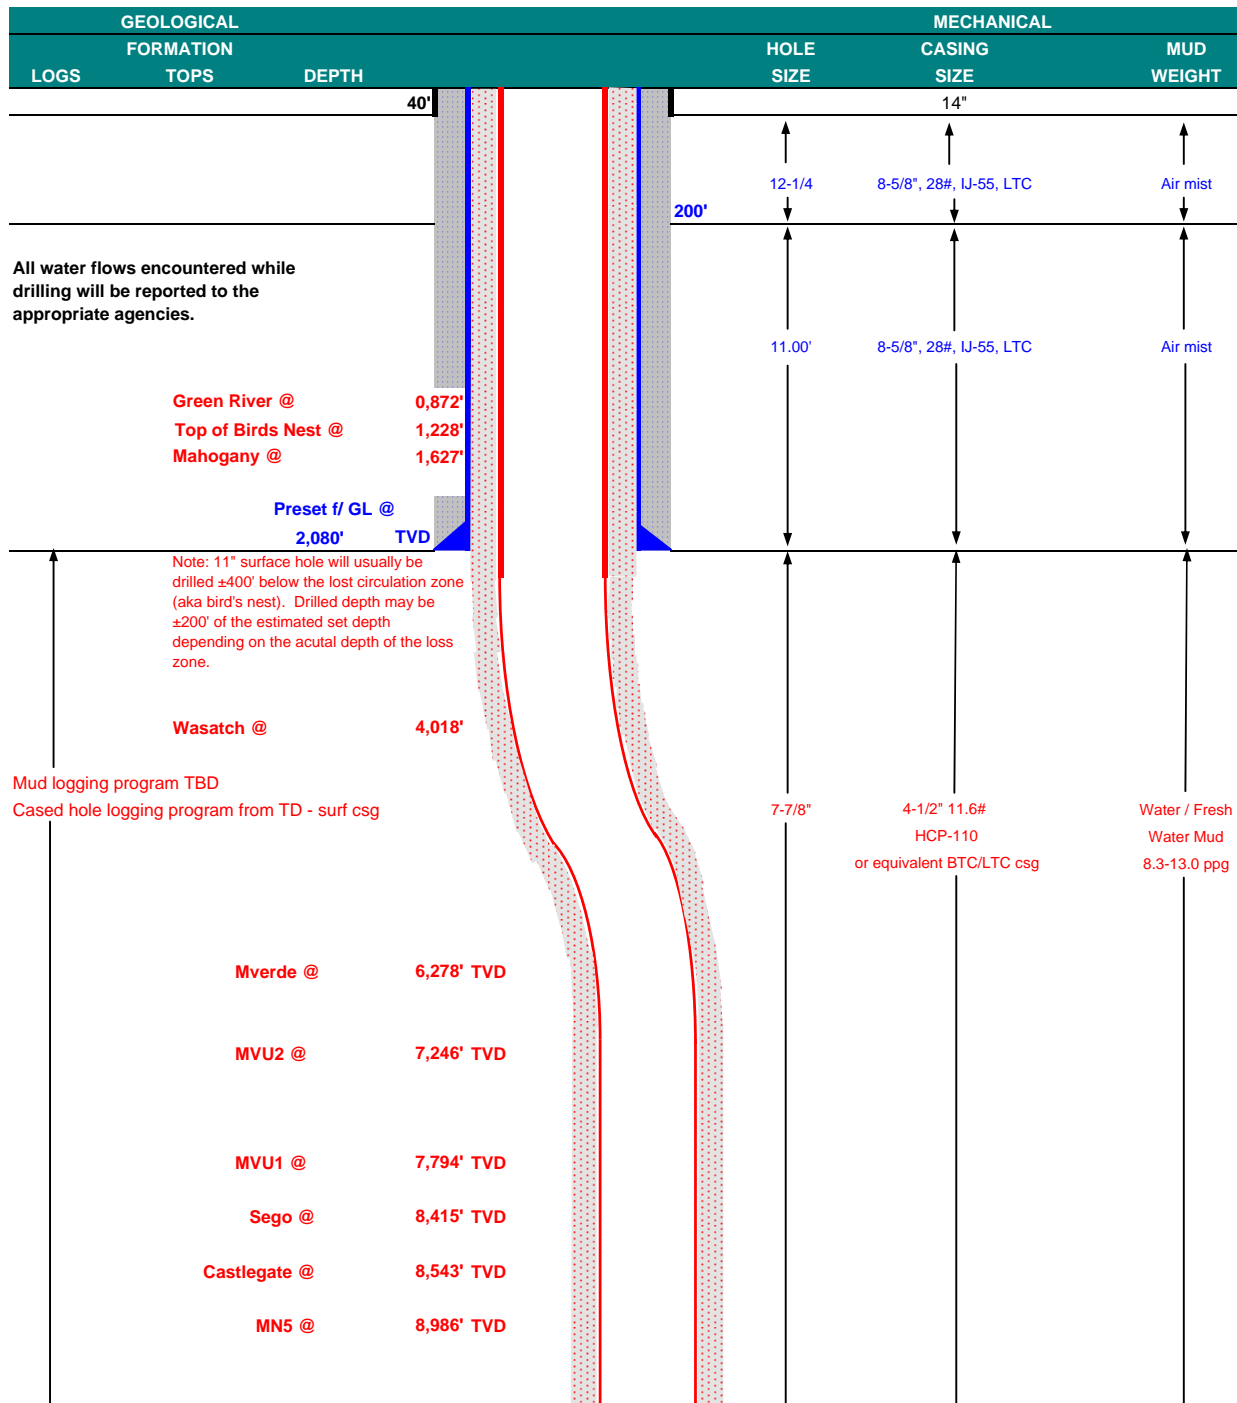 GEOLOGICAL MECHANICAL
FORMATION HOLE CASING MUD
LOGS TOPS DEPTH SIZE SIZE WEIGHT
40' 14"
12-1/4 8-5/8", 28#, IJ-55, LTC Air mist
200'
All water flows encountered while
drilling will be reported to the
appropriate agencies.
11.00' 8-5/8", 28#, IJ-55, LTC Air mist
Green River @ 0,872'
Top of Birds Nest @ 1,228'
Mahogany @ 1,627'
Preset f/ GL @
2,080' TVD
Note: 11" surface hole will usually be
drilled ±400' below the lost circulation zone
(aka bird's nest). Drilled depth may be
±200' of the estimated set depth
depending on the acutal depth of the loss
zone.
Wasatch @ 4,018'
Mud logging program TBD
Cased hole logging program from TD - surf csg
7-7/8" 4-1/2" 11.6# Water / Fresh
HCP-110 Water Mud
or equivalent BTC/LTC csg 8.3-13.0 ppg
Mverde @ 6,278' TVD
MVU2 @ 7,246' TVD
MVU1 @ 7,794' TVD
Sego @ 8,415' TVD
Castlegate @ 8,543' TVD
MN5 @ 8,986' TVD